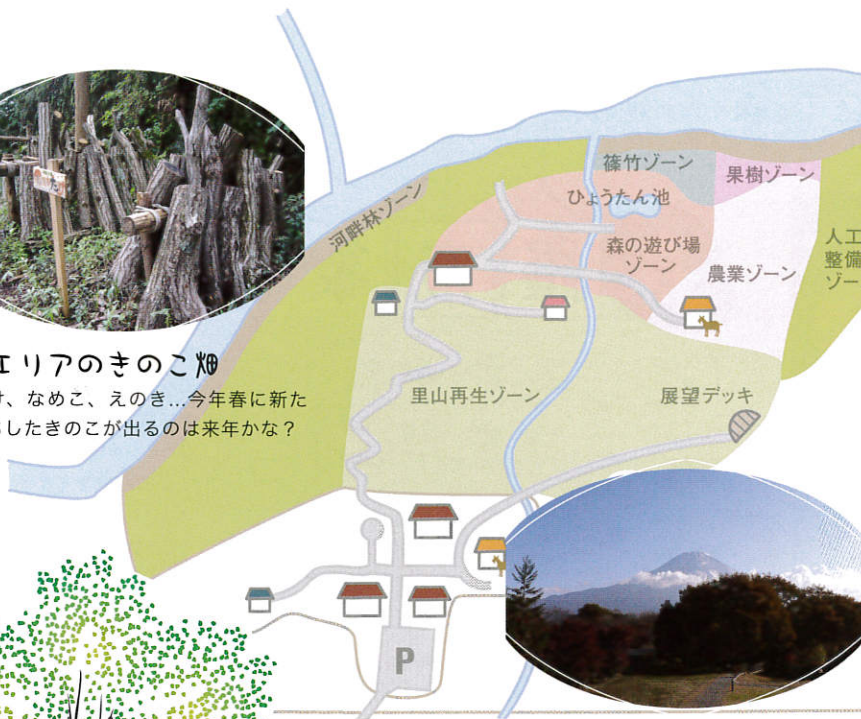 篠竹ゾーン
果樹ゾーン
ひょうたん池
河畔林ゾーン
森の遊び場
ゾーン
農業ゾーン
人工
整備
ゾー
エリアのきのこ畑
け、なめこ、えのき…今年春に新た
したきのこが出るのは来年かな？
里山再生ゾーン
展望デッキ
P